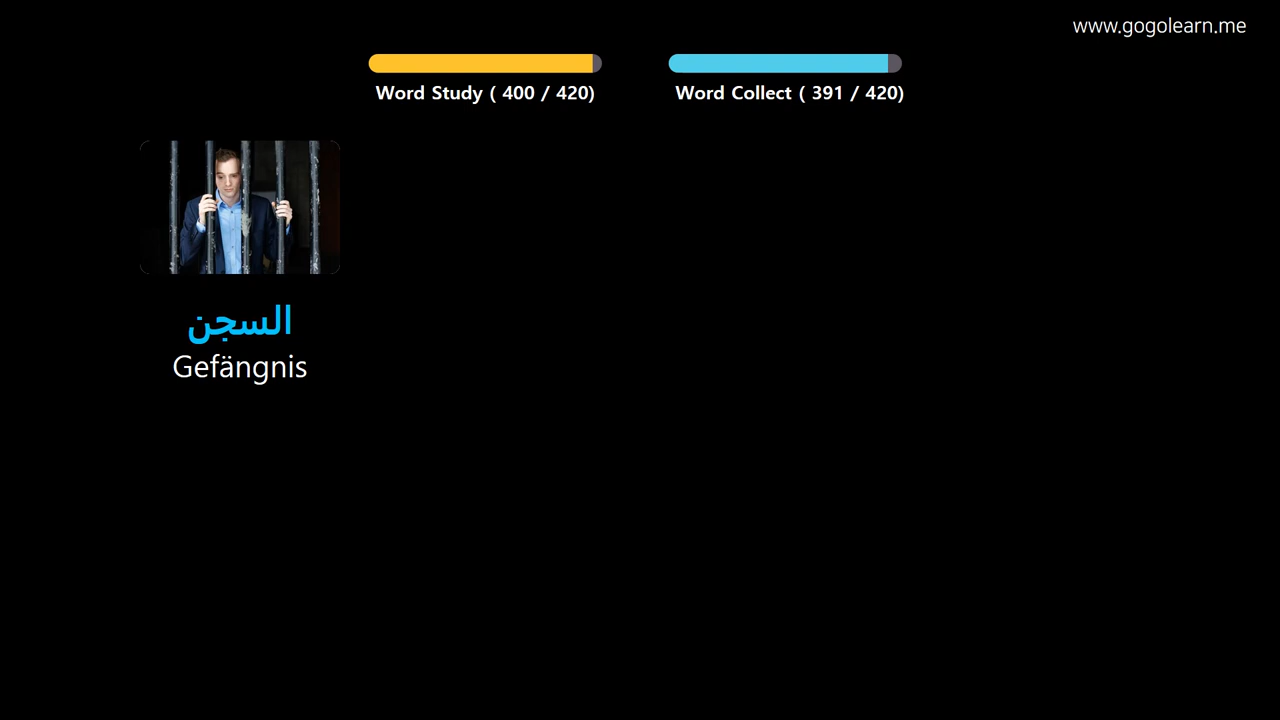 www.gogolearn.me
Word Study ( 400 / 420)
Word Collect ( 391 / 420)
السجن
Gefängnis